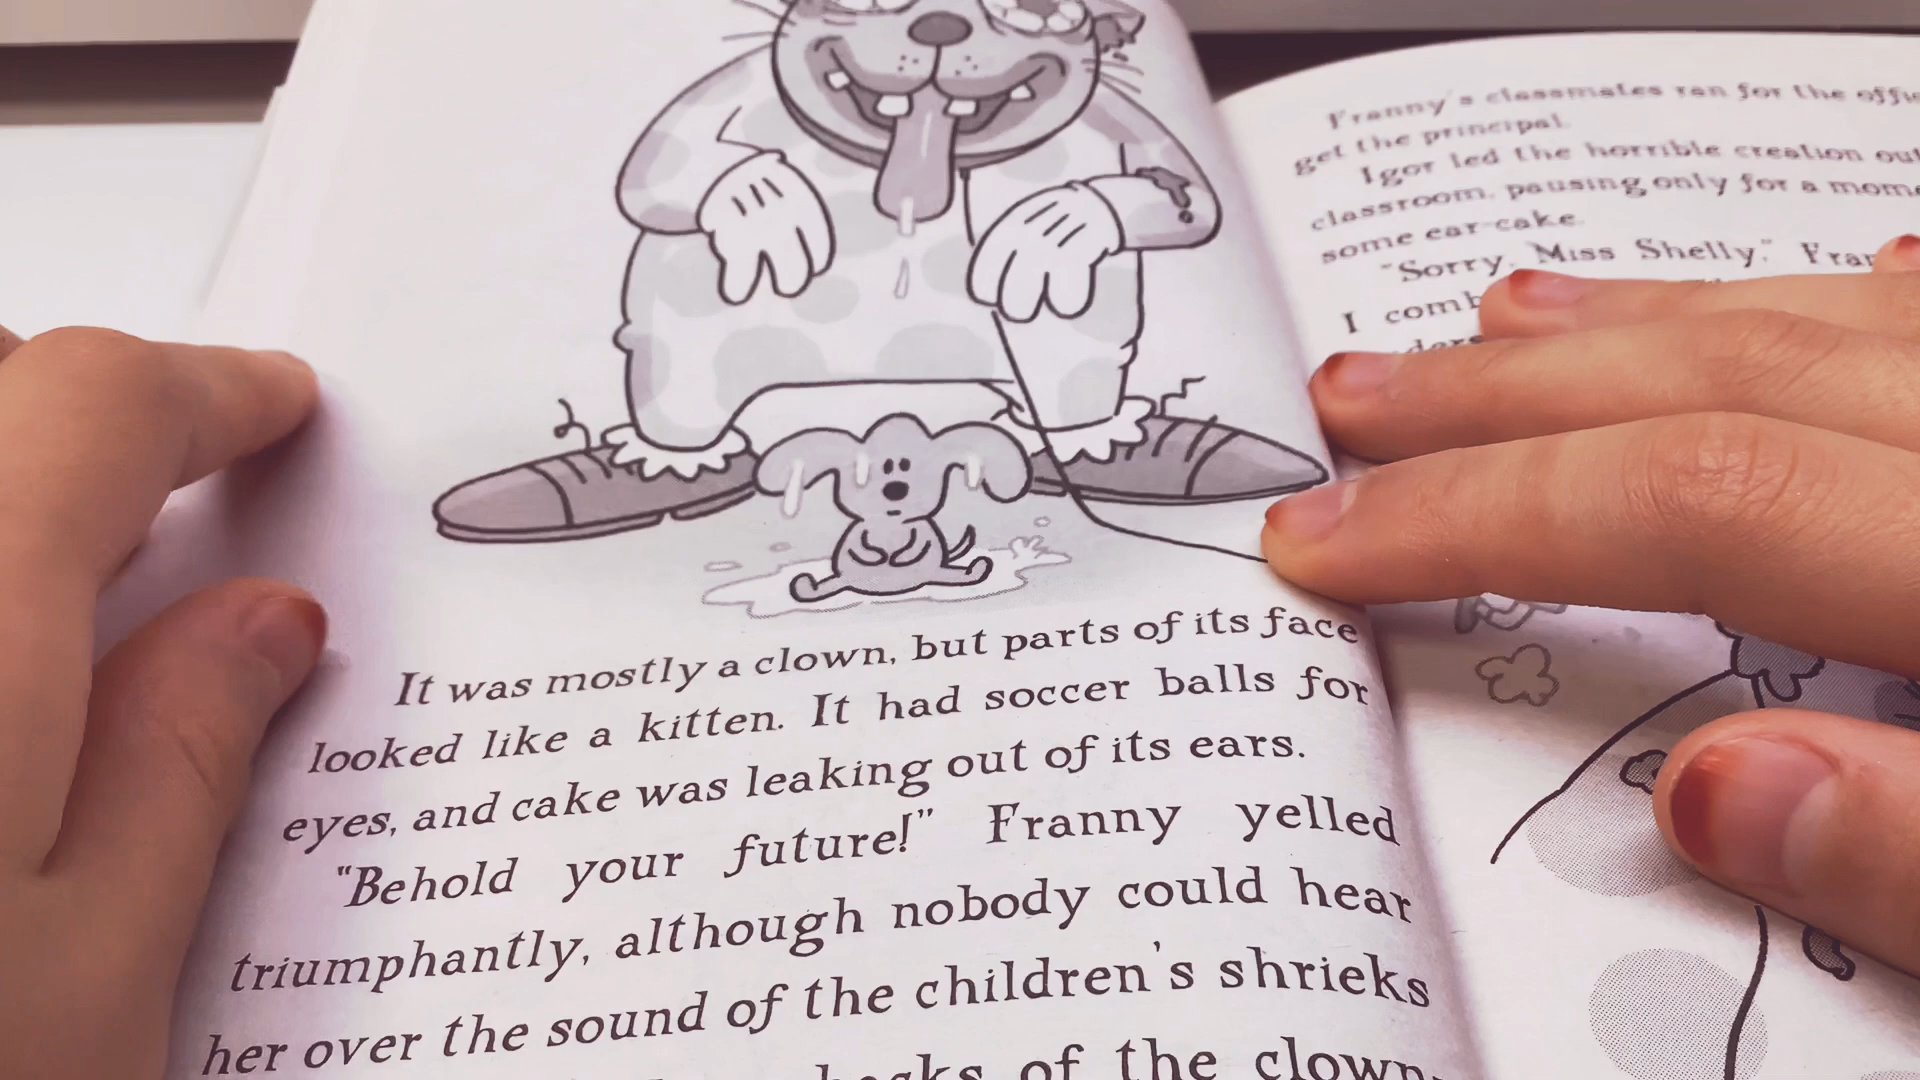 It was mostly a clown, but parts of its face
looked like a kitten. It had soccer balls for
eyes, and cake was leaking out of its ears.
"Behold your future!" Franny yelled
triumphantly, although nobody could hear
her over the sound of the children's shrieks
of the clown-
Franny's classmates ran for the
get the principal.
Igor led the horrible creation
classroom, pausing only for a
some ear-cake.
"Sorry, Miss Shelly,"
I